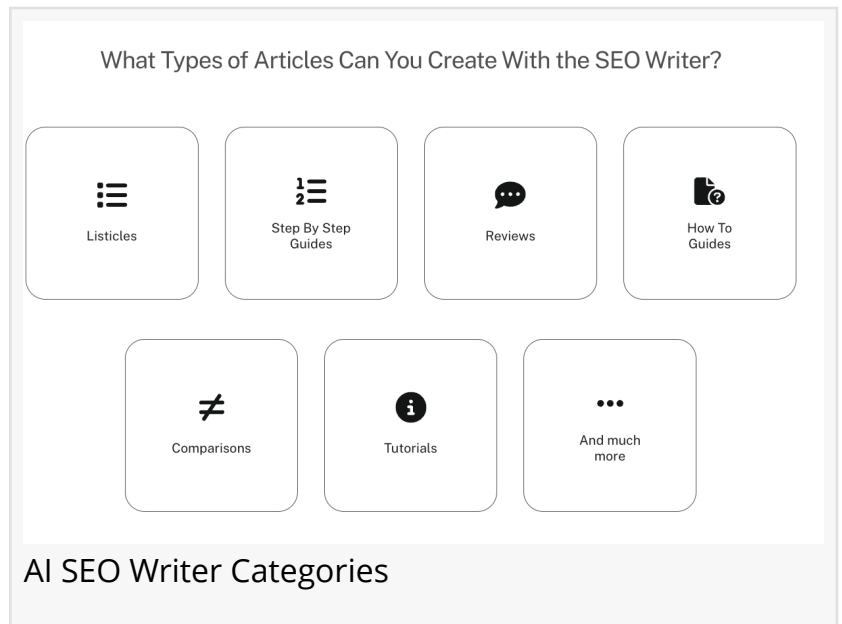 What Types of Articles Can You Create With the SEO Writer?
Listicles
Step By Step
Guides
Reviews
How To
Guides
Comparisons
Tutorials
And much
more
AI SEO Writer Categories